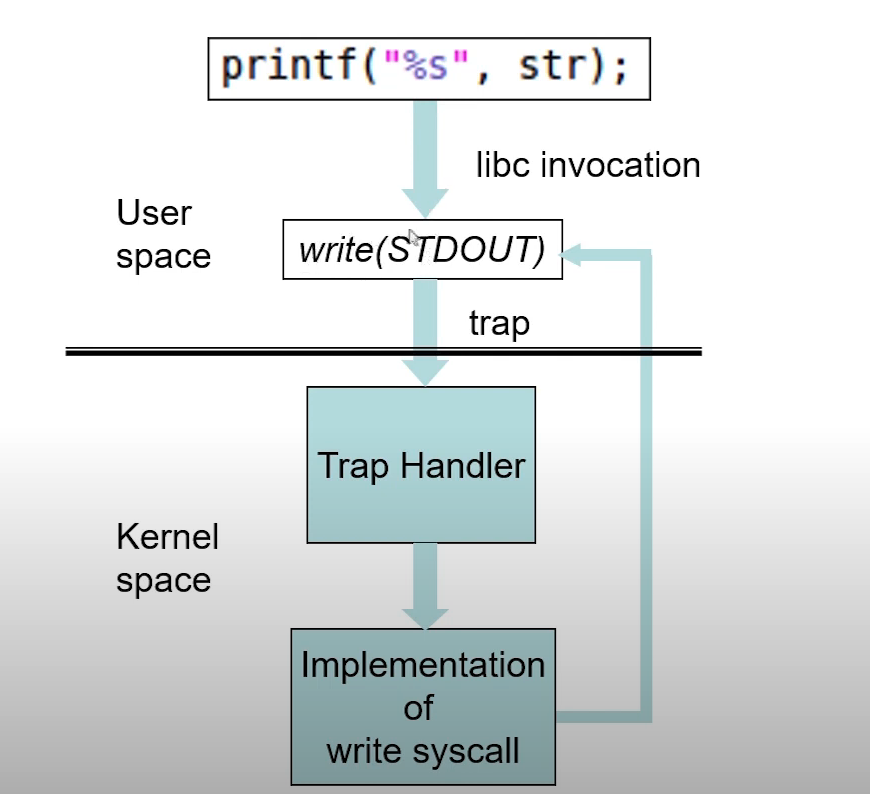 printf("%s", str);
libc invocation
User
space
write(STDOUT)
trap
Trap Handler
Kernel
space
Implementation
of
write syscall